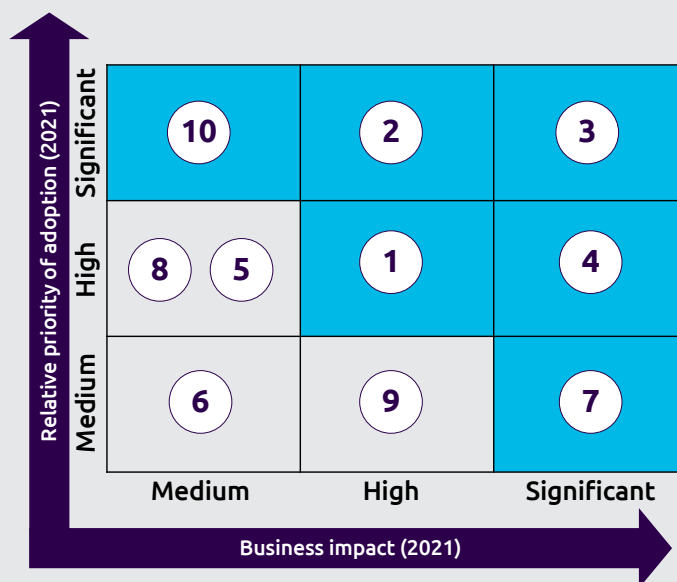 Relative priority of adoption (2021)
Significant
10
2
3
High
8
5
1
4
Medium
6
9
7
Medium
High
Significant
Business impact (2021)